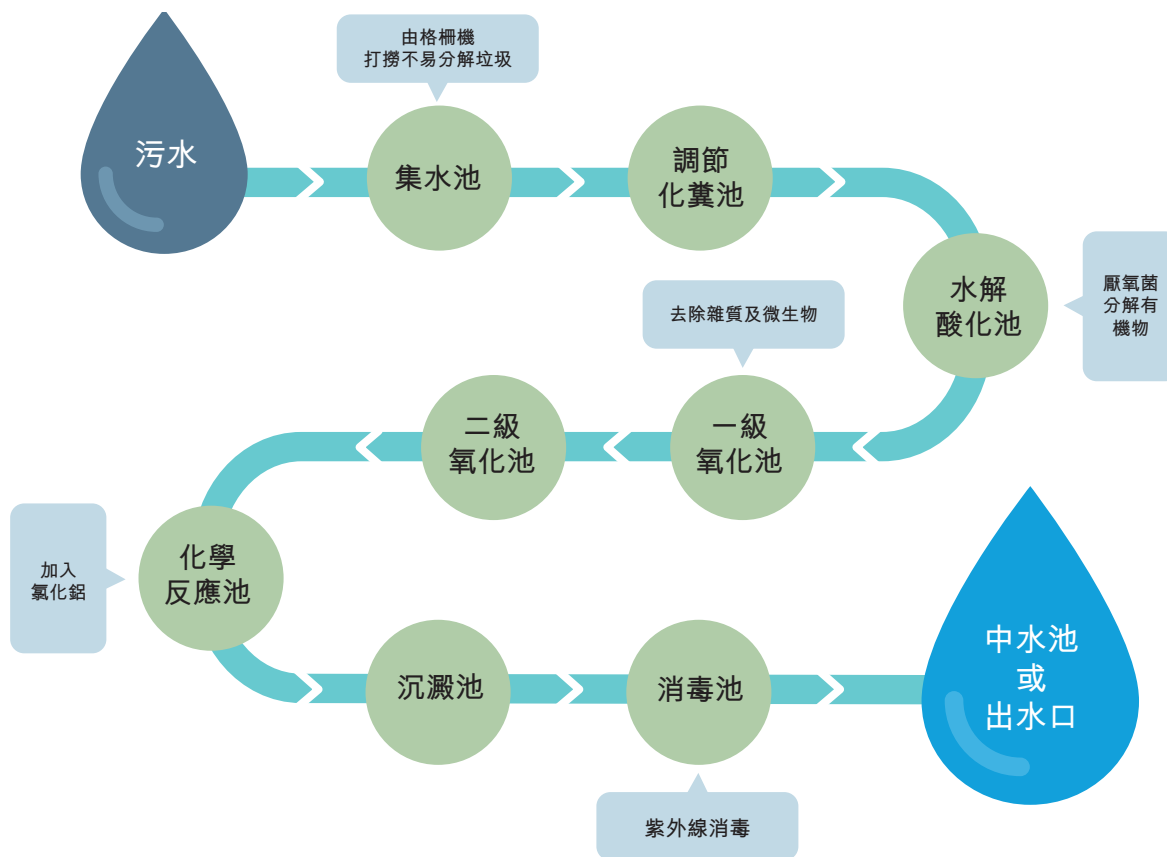 污水
由格柵機
打撈不易分解垃圾
集水池
調節
化糞池
水解
酸化池
厭氧菌
分解有
機物
去除雜質及微生物
一級
氧化池
二級
氧化池
化學
反應池
加入
氯化鋁
沉澱池
消毒池
紫外線消毒
中水池
或
出水口